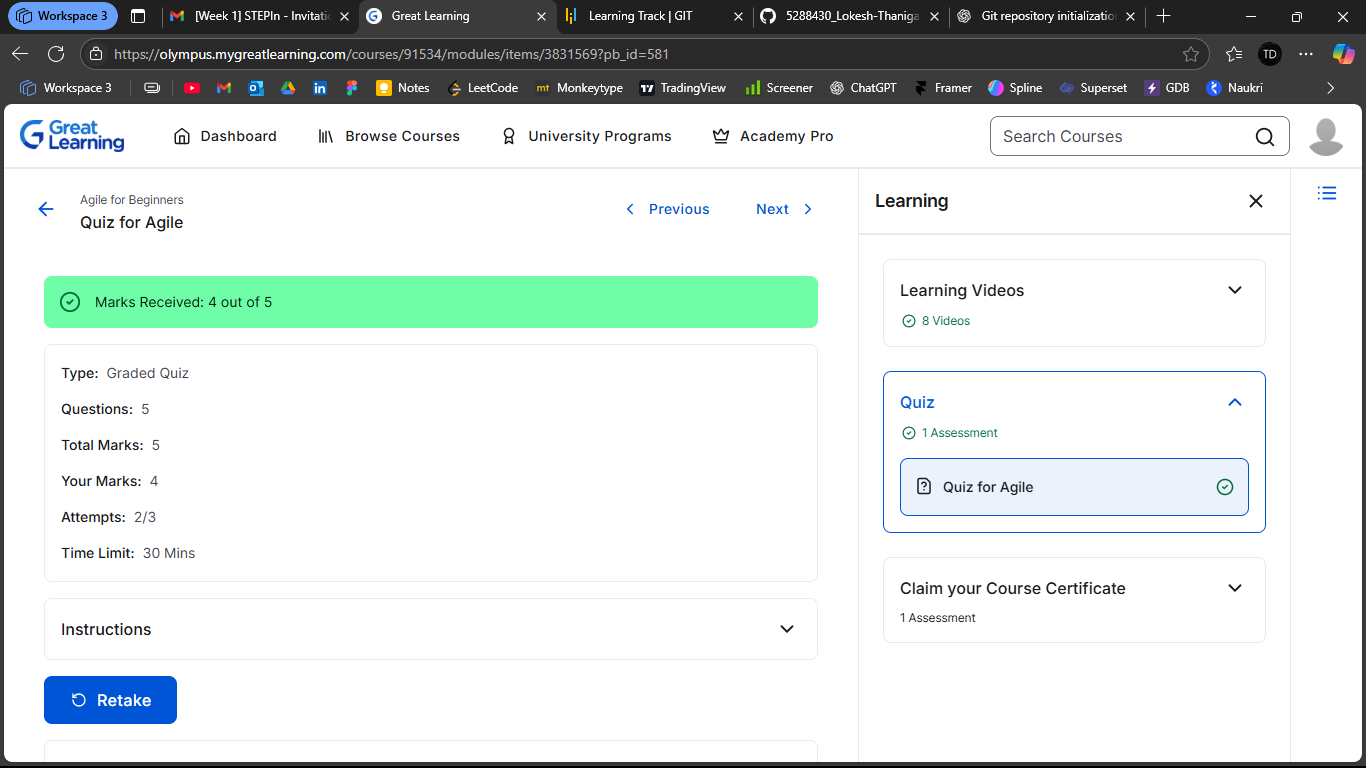 Workspace 3
[Week 1] STEPIn - Invitatio
Great Learning
Learning Track | GIT
5288430_Lokesh-Thaniga
Git repository initialization
https://olympus.mygreatlearning.com/courses/91534/modules/items/3831569?pb_id=581
TD
Workspace 3
Notes
LeetCode
mt Monkeytype
TradingView
Screener
ChatGPT
Framer
Spline
Superset
GDB
Naukri
Great Learning
Dashboard
Browse Courses
University Programs
Academy Pro
Search Courses
Agile for Beginners
Quiz for Agile
Previous
Next
Marks Received: 4 out of 5
Type: Graded Quiz
Questions: 5
Total Marks: 5
Your Marks: 4
Attempts: 2/3
Time Limit: 30 Mins
Instructions
Retake
Learning
Learning Videos
8 Videos
Quiz
1 Assessment
Quiz for Agile
Claim your Course Certificate
1 Assessment